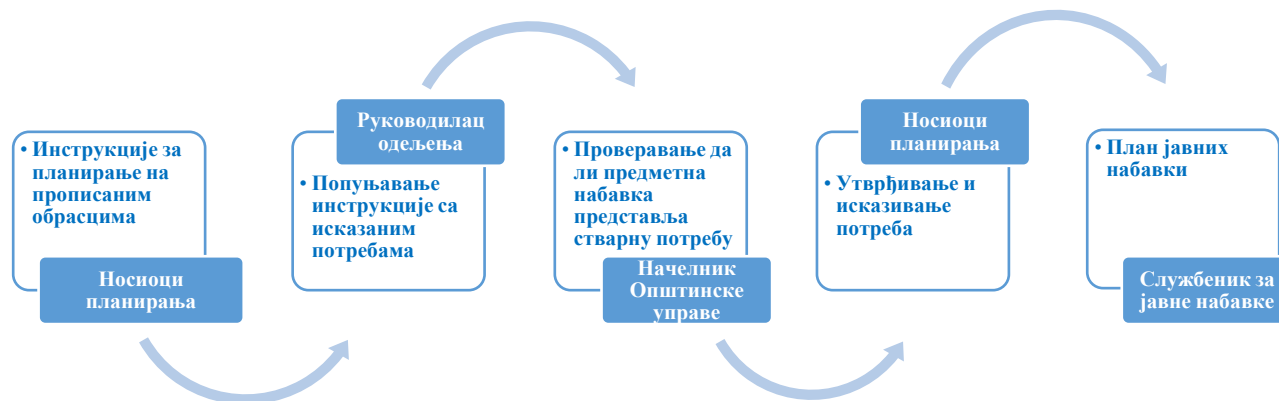 • Инструкције за
планирање на
прописаним
обрасцима
Носиоци
планирања
Руководилац
одељења
• Попуњавање
инструкције са
исказаним
потребама
• Проверавање да
ли предметна
набавка
представља
стварну потребу
Начелник
Општинске
управе
Носиоци
планирања
• Утврђивање и
исказивање
потреба
• План јавних
набавки
Службеник за
јавне набавке